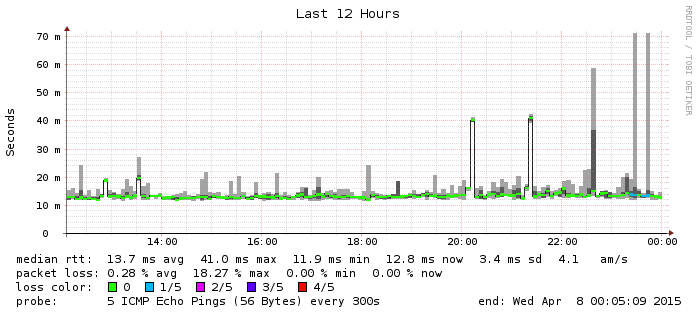 Last 12 Hours
RRDTOOL / TOBI OETIKER
Seconds
70 m
60 m
50 m
40 m
30 m
20 m
10 m
0
14:00 16:00 18:00 20:00 22:00 00:00
median rtt: 13.7 ms avg 41.0 ms max 11.9 ms min 12.8 ms now 3.4 ms sd 4.1 am/s
packet loss: 0.28 % avg 18.27 % max 0.00 % min 0.00 % now
loss color: 0 1/5 2/5 3/5 4/5
probe: 5 ICMP Echo Pings (56 Bytes) every 300s end: Wed Apr 8 00:05:09 2015